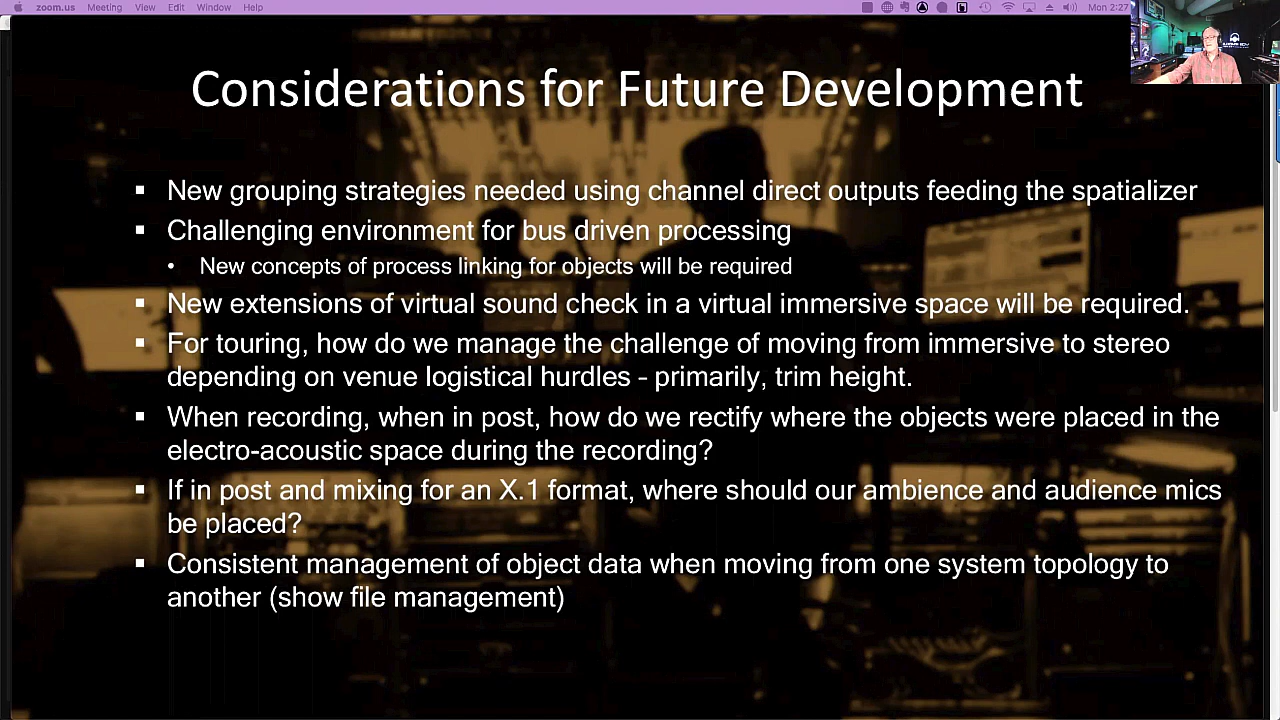 zoom.us Meeting View Edit Window Help Mon 2:27
Considerations for Future Development
▪ New grouping strategies needed using channel direct outputs feeding the spatializer
▪ Challenging environment for bus driven processing
• New concepts of process linking for objects will be required
▪ New extensions of virtual sound check in a virtual immersive space will be required.
▪ For touring, how do we manage the challenge of moving from immersive to stereo
depending on venue logistical hurdles - primarily, trim height.
▪ When recording, when in post, how do we rectify where the objects were placed in the
electro-acoustic space during the recording?
▪ If in post and mixing for an X.1 format, where should our ambience and audience mics
be placed?
▪ Consistent management of object data when moving from one system topology to
another (show file management)